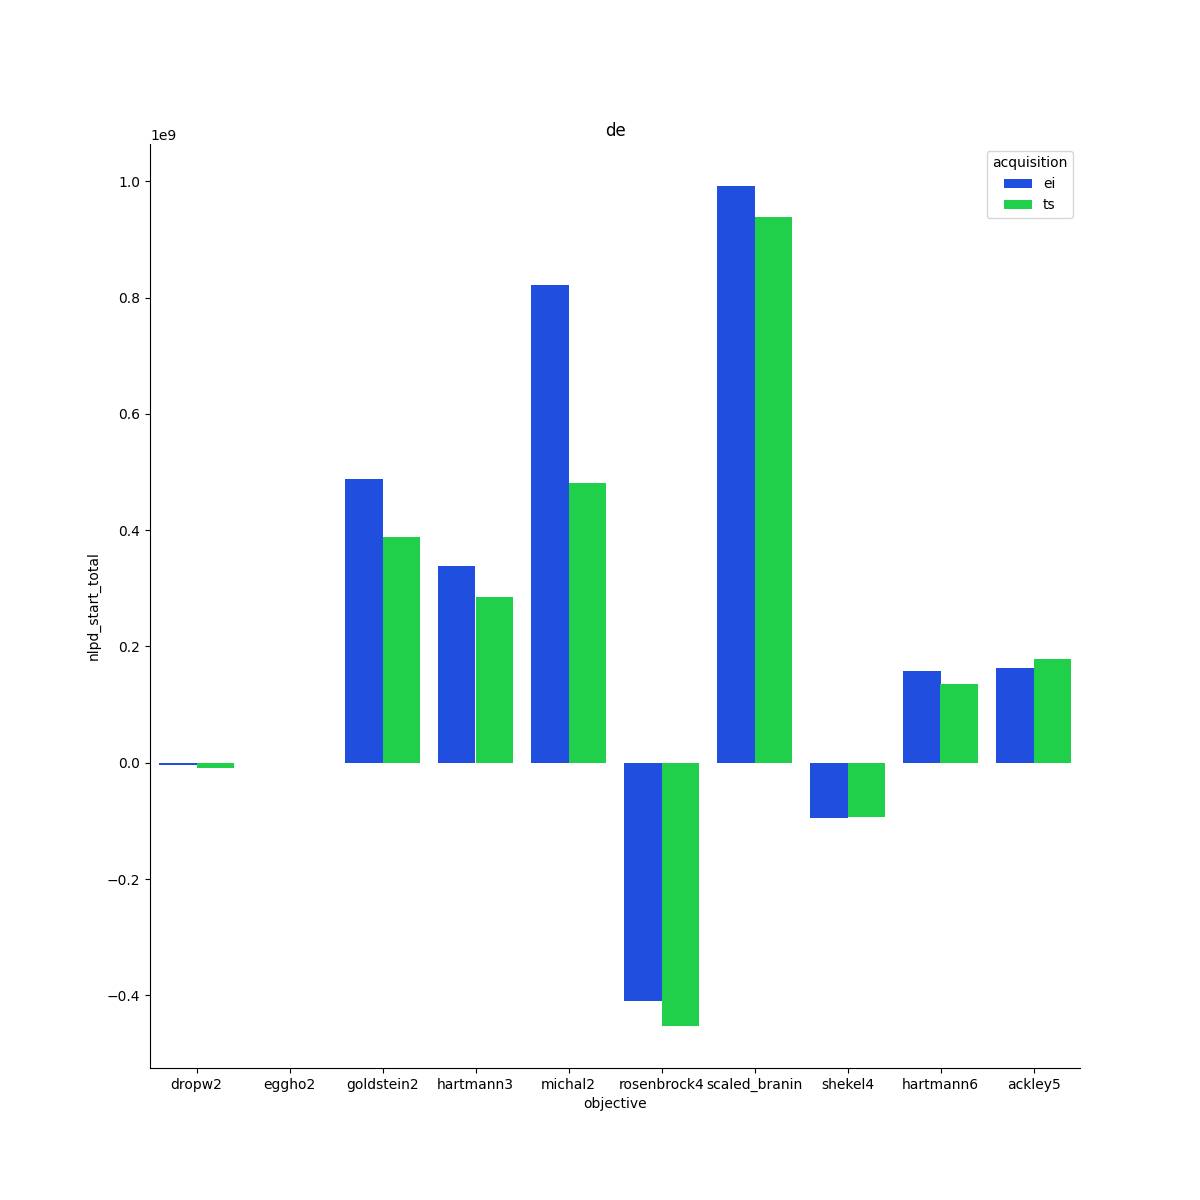 de
1e9
acquisition
ei
ts
1.0
0.8
0.6
0.4
0.2
0.0
−0.2
−0.4
nlpd_start_total
dropw2 eggho2 goldstein2 hartmann3 michal2 rosenbrock4 scaled_branin shekel4 hartmann6 ackley5
objective